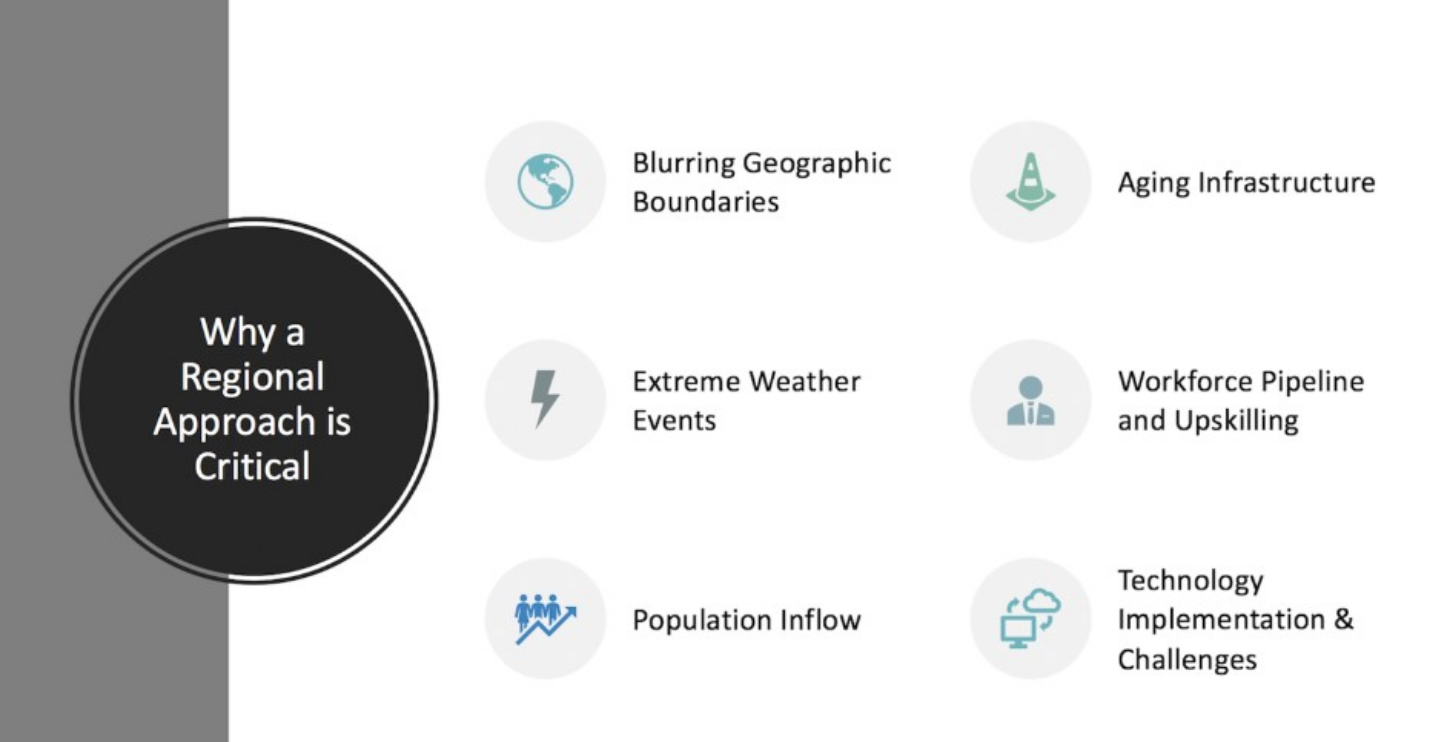 Why a
Regional
Approach is
Critical
Blurring Geographic
Boundaries
Aging Infrastructure
Extreme Weather
Events
Workforce Pipeline
and Upskilling
Population Inflow
Technology
Implementation &
Challenges